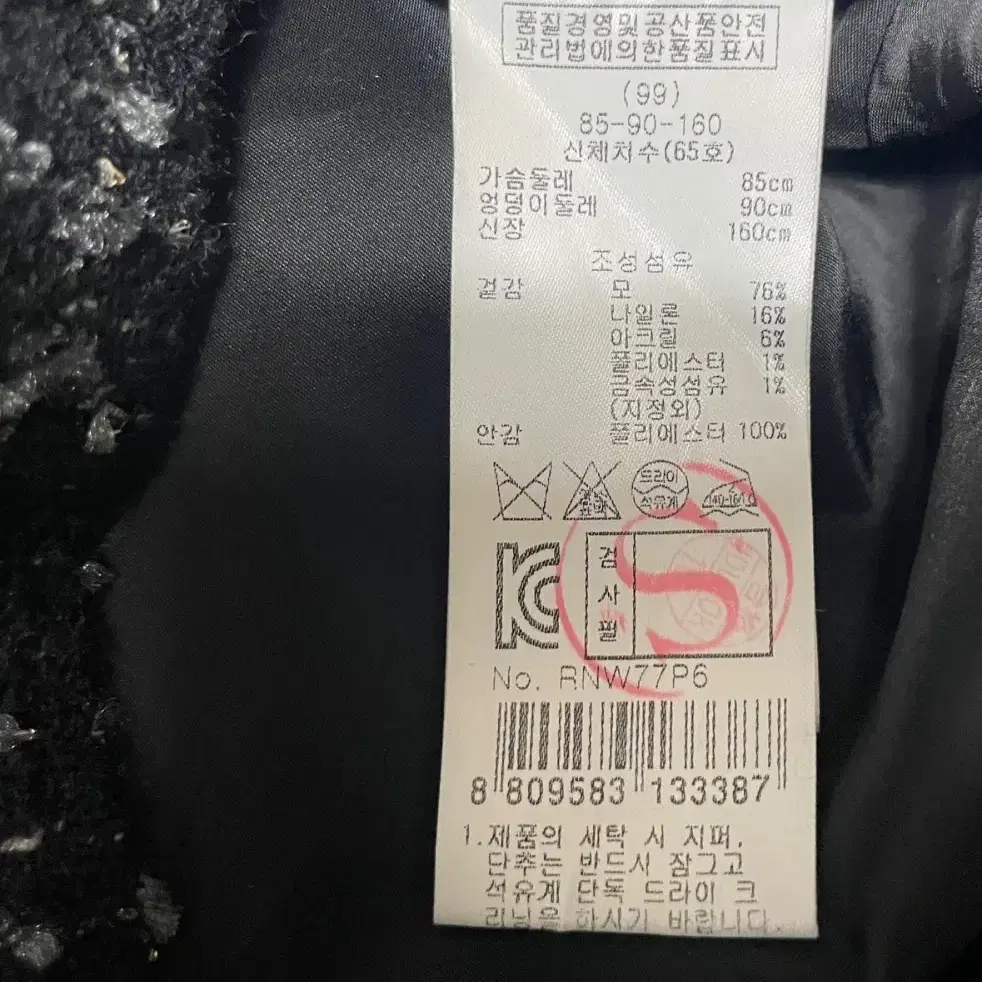 품질경영및공산품안전
관리법에의한품질표시
(99)
85-90-160
신체치수(65호)
가슴둘레 85cm
엉덩이둘레 90cm
신장 160cm
조성섬유
겉감 모 76%
나일론 16%
아크릴 6%
폴리에스터 1%
금속성섬유 1%
(지정외)
안감 폴리에스터 100%
드라이
석유계
140-160
검
사
필
S
No. RNW77P6
8 809583 133387
1.제품의 세탁 시 지퍼,
단추는 반드시 잠그고
석유계 단독 드라이 크
리닝을 하시기 바랍니다.